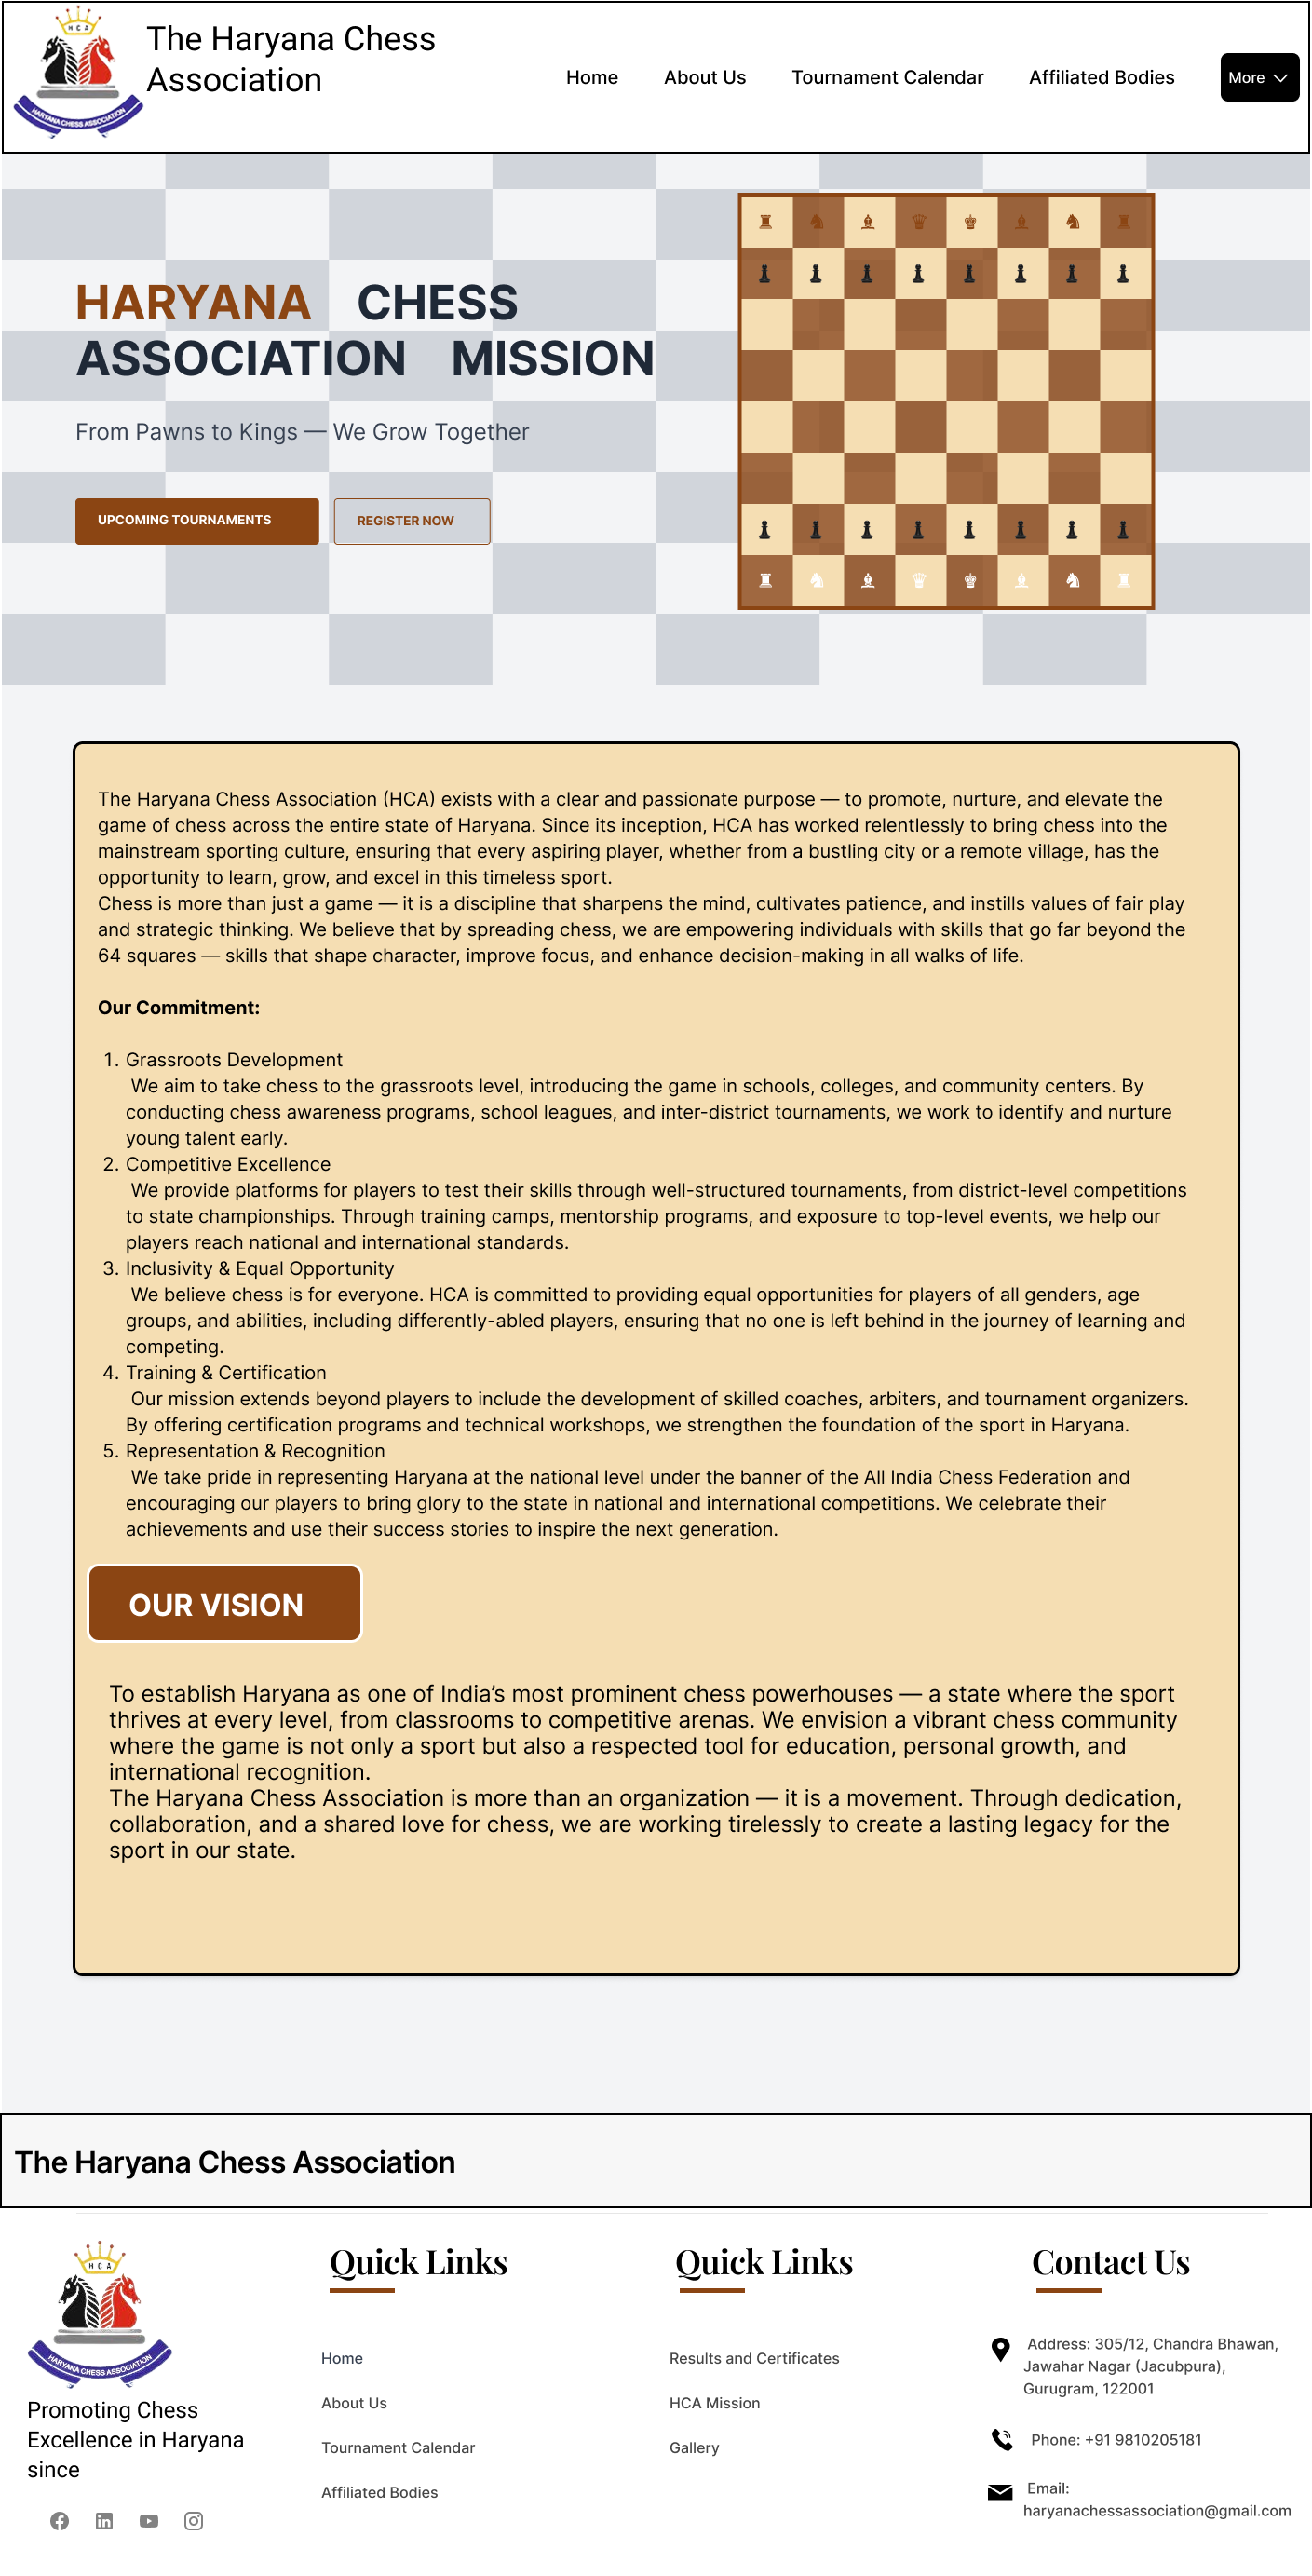 H C A
HARYANA CHESS ASSOCIATION
The Haryana Chess
Association
Home
About Us
Tournament Calendar
Affiliated Bodies
More
HARYANA CHESS
ASSOCIATION MISSION
From Pawns to Kings — We Grow Together
UPCOMING TOURNAMENTS
REGISTER NOW
The Haryana Chess Association (HCA) exists with a clear and passionate purpose — to promote, nurture, and elevate the
game of chess across the entire state of Haryana. Since its inception, HCA has worked relentlessly to bring chess into the
mainstream sporting culture, ensuring that every aspiring player, whether from a bustling city or a remote village, has the
opportunity to learn, grow, and excel in this timeless sport.
Chess is more than just a game — it is a discipline that sharpens the mind, cultivates patience, and instills values of fair play
and strategic thinking. We believe that by spreading chess, we are empowering individuals with skills that go far beyond the
64 squares — skills that shape character, improve focus, and enhance decision-making in all walks of life.
Our Commitment:
1. Grassroots Development
We aim to take chess to the grassroots level, introducing the game in schools, colleges, and community centers. By
conducting chess awareness programs, school leagues, and inter-district tournaments, we work to identify and nurture
young talent early.
2. Competitive Excellence
We provide platforms for players to test their skills through well-structured tournaments, from district-level competitions
to state championships. Through training camps, mentorship programs, and exposure to top-level events, we help our
players reach national and international standards.
3. Inclusivity & Equal Opportunity
We believe chess is for everyone. HCA is committed to providing equal opportunities for players of all genders, age
groups, and abilities, including differently-abled players, ensuring that no one is left behind in the journey of learning and
competing.
4. Training & Certification
Our mission extends beyond players to include the development of skilled coaches, arbiters, and tournament organizers.
By offering certification programs and technical workshops, we strengthen the foundation of the sport in Haryana.
5. Representation & Recognition
We take pride in representing Haryana at the national level under the banner of the All India Chess Federation and
encouraging our players to bring glory to the state in national and international competitions. We celebrate their
achievements and use their success stories to inspire the next generation.
OUR VISION
To establish Haryana as one of India’s most prominent chess powerhouses — a state where the sport
thrives at every level, from classrooms to competitive arenas. We envision a vibrant chess community
where the game is not only a sport but also a respected tool for education, personal growth, and
international recognition.
The Haryana Chess Association is more than an organization — it is a movement. Through dedication,
collaboration, and a shared love for chess, we are working tirelessly to create a lasting legacy for the
sport in our state.
The Haryana Chess Association
H C A
HARYANA CHESS ASSOCIATION
Promoting Chess
Excellence in Haryana
since
Quick Links
Home
About Us
Tournament Calendar
Affiliated Bodies
Quick Links
Results and Certificates
HCA Mission
Gallery
Contact Us
Address: 305/12, Chandra Bhawan,
Jawahar Nagar (Jacubpura),
Gurugram, 122001
Phone: +91 9810205181
Email:
haryanachessassociation@gmail.com